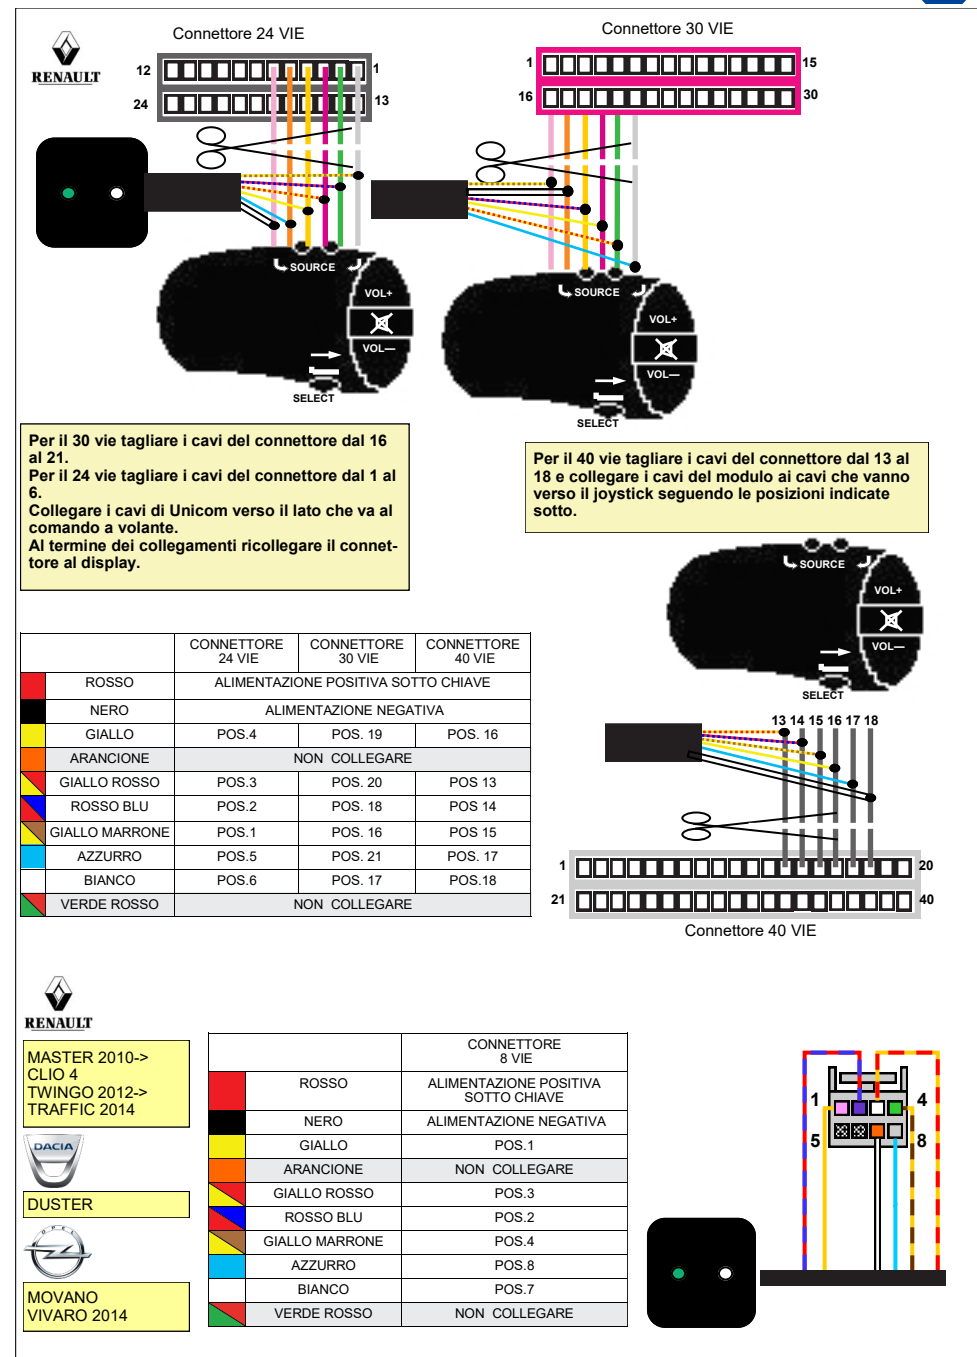 Connettore 24 VIE
Connettore 30 VIE
RENAULT
12
1
24
13
1
15
16
30
SOURCE
VOL+
VOL—
SELECT
SOURCE
VOL+
VOL—
SELECT
Per il 30 vie tagliare i cavi del connettore dal 16
al 21.
Per il 24 vie tagliare i cavi del connettore dal 1 al
6.
Collegare i cavi di Unicom verso il lato che va al
comando a volante.
Al termine dei collegamenti ricollegare il connet-
tore al display.
Per il 40 vie tagliare i cavi del connettore dal 13 al
18 e collegare i cavi del modulo ai cavi che vanno
verso il joystick seguendo le posizioni indicate
sotto.
SOURCE
VOL+
VOL—
SELECT
CONNETTORE 24 VIE CONNETTORE 30 VIE CONNETTORE 40 VIE
ROSSO ALIMENTAZIONE POSITIVA SOTTO CHIAVE
NERO ALIMENTAZIONE NEGATIVA
GIALLO POS.4 POS. 19 POS. 16
ARANCIONE NON COLLEGARE
GIALLO ROSSO POS.3 POS. 20 POS 13
ROSSO BLU POS.2 POS. 18 POS 14
GIALLO MARRONE POS.1 POS. 16 POS 15
AZZURRO POS.5 POS. 21 POS. 17
BIANCO POS.6 POS. 17 POS.18
VERDE ROSSO NON COLLEGARE
13 14 15 16 17 18
1
20
21
40
Connettore 40 VIE
RENAULT
MASTER 2010->
CLIO 4
TWINGO 2012->
TRAFFIC 2014
DACIA
DUSTER
OPEL
MOVANO
VIVARO 2014
CONNETTORE
8 VIE
ROSSO ALIMENTAZIONE POSITIVA SOTTO CHIAVE
NERO ALIMENTAZIONE NEGATIVA
GIALLO POS.1
ARANCIONE NON COLLEGARE
GIALLO ROSSO POS.3
ROSSO BLU POS.2
GIALLO MARRONE POS.4
AZZURRO POS.8
BIANCO POS.7
VERDE ROSSO NON COLLEGARE
1
4
5
8